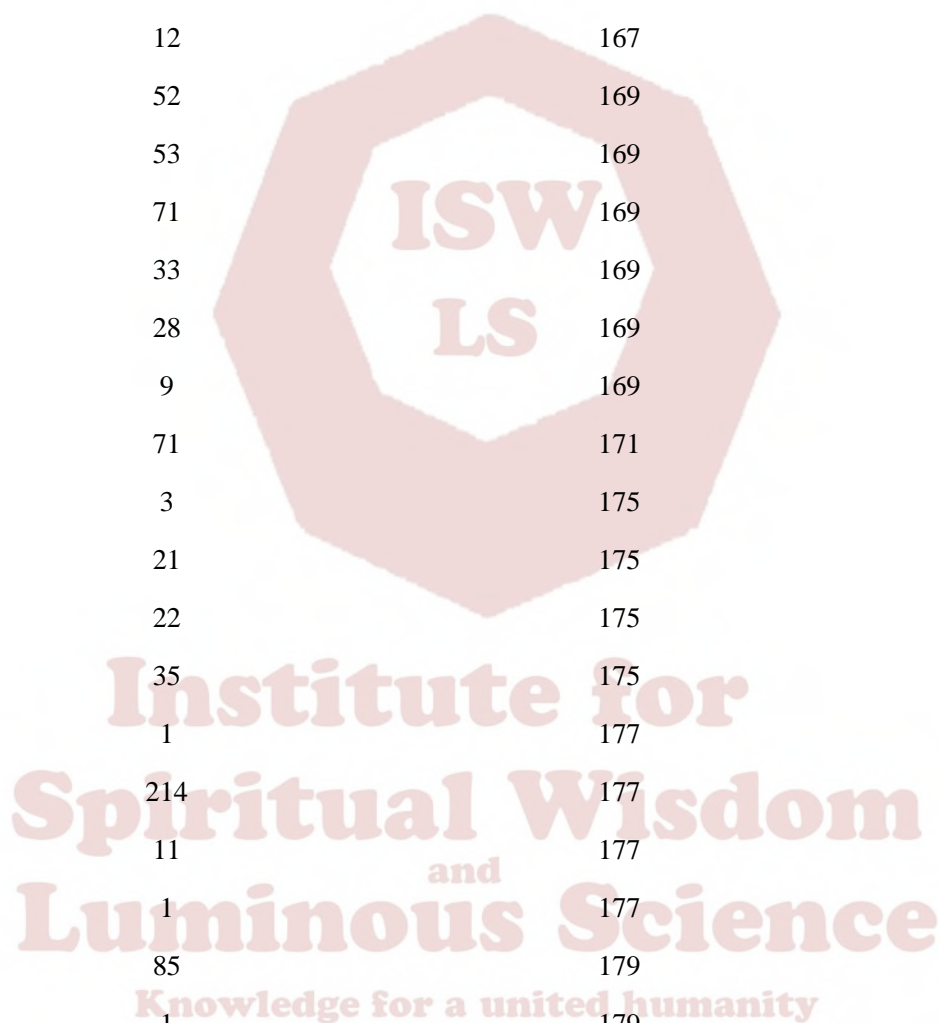 12 167
52 169
53 169
ISW
71 169
33 169
LS
28 169
9 169
71 171
3 175
21 175
22 175
Institute for
35 175
1 177
Spiritual Wisdom
214 177
11 177
and
Luminous Science
1 177
85 179
Knowledge for a united humanity
1 179